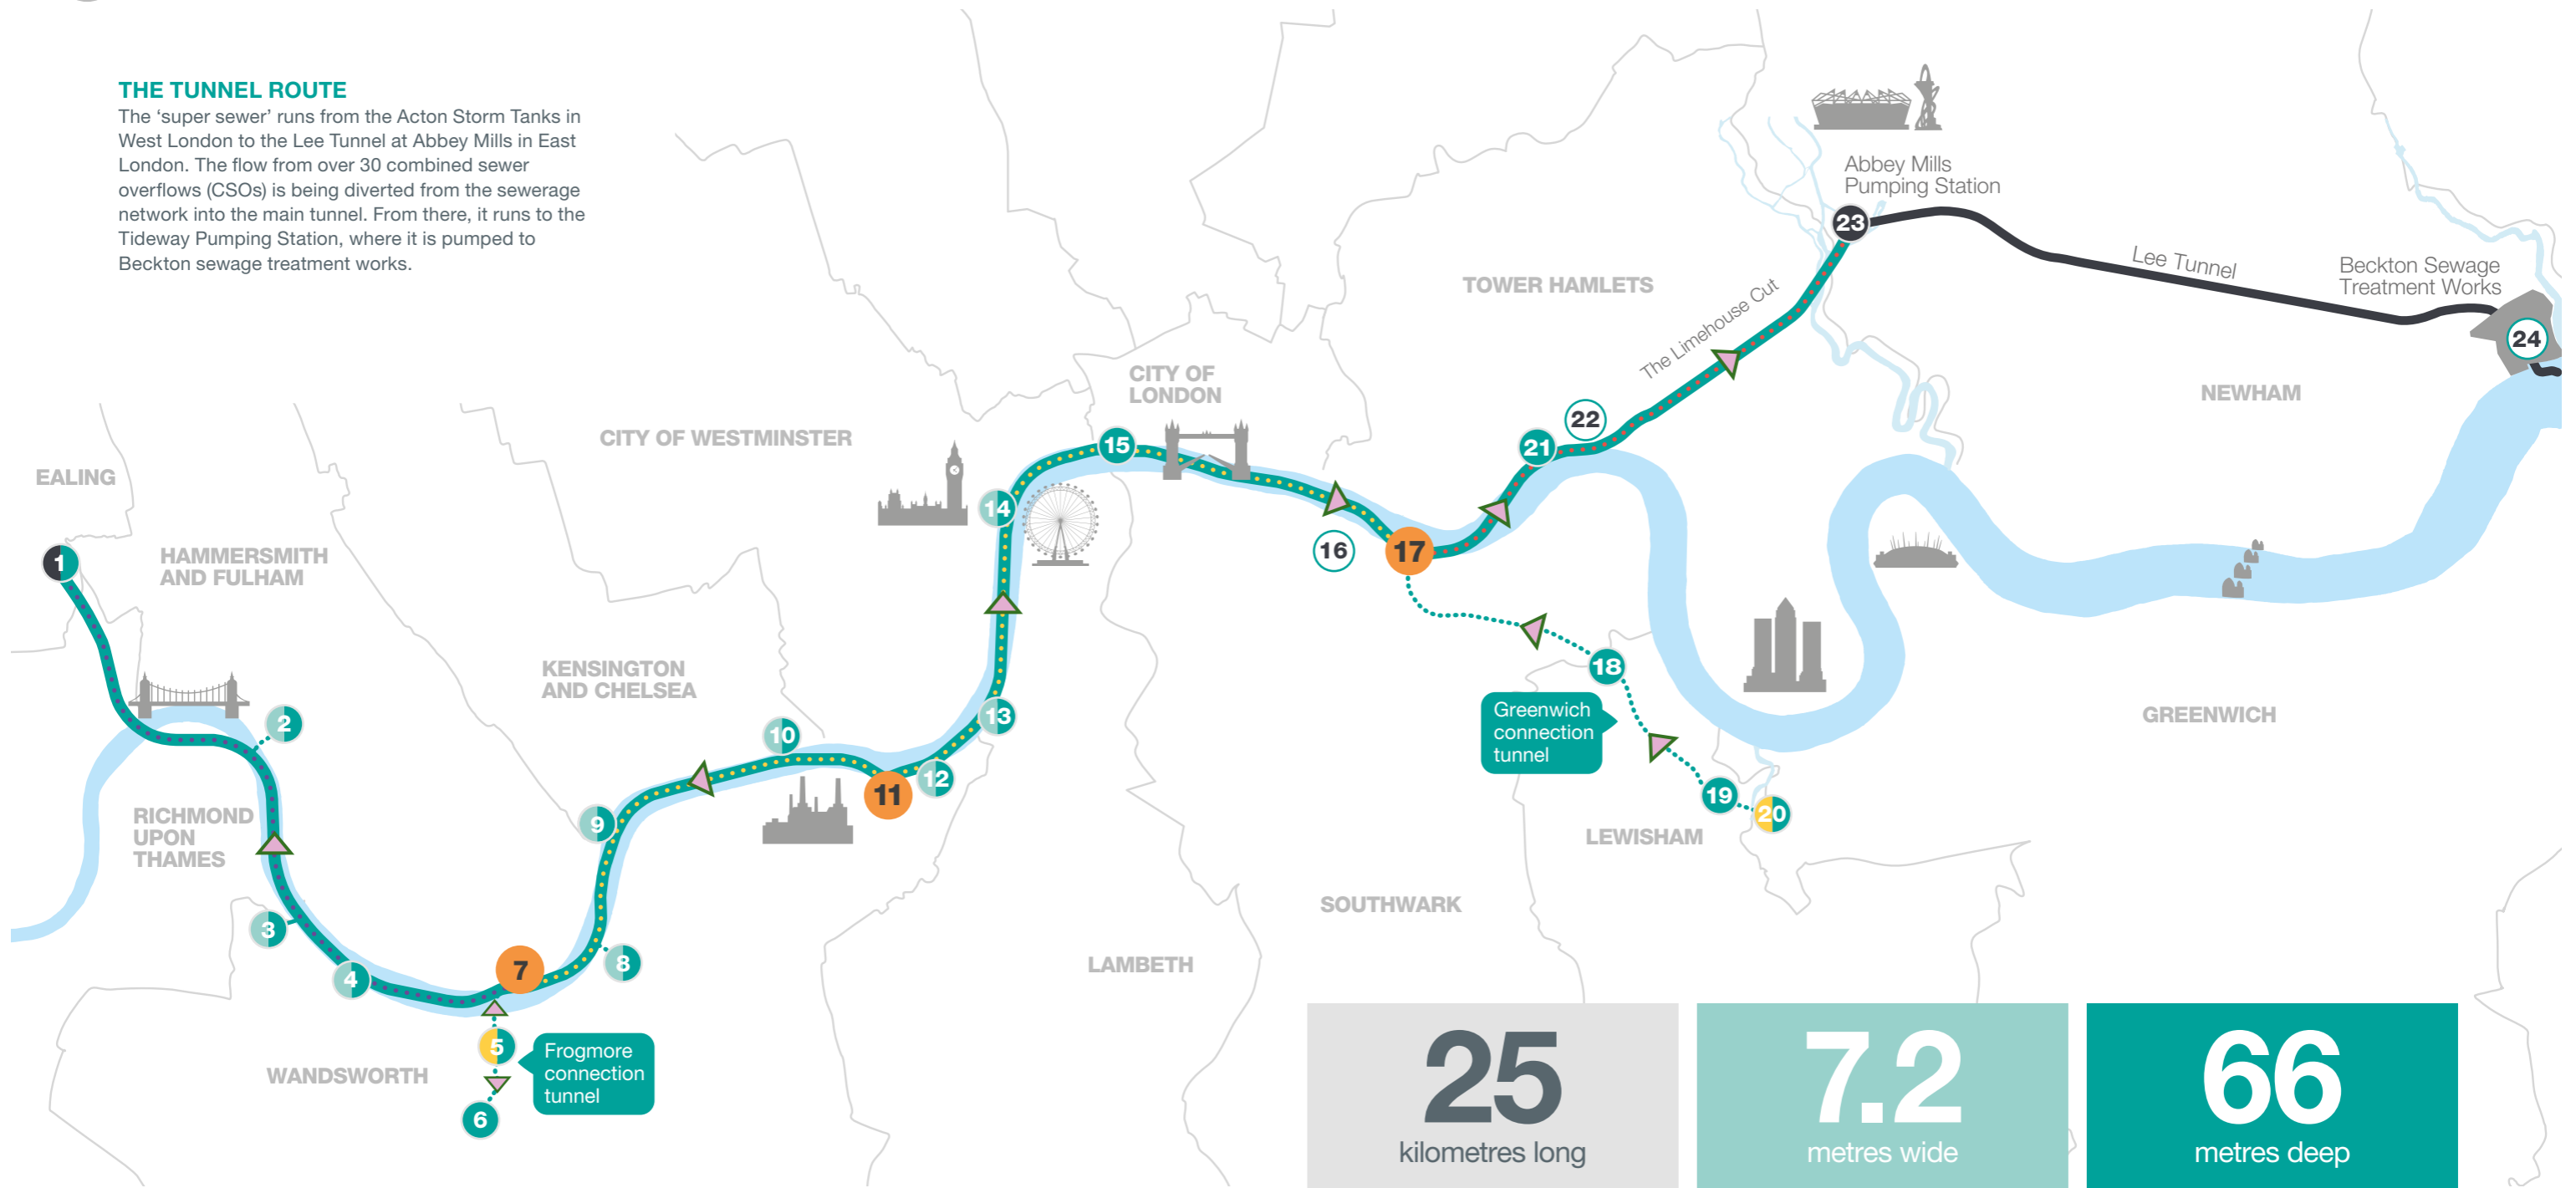 THE TUNNEL ROUTE
The ‘super sewer’ runs from the Acton Storm Tanks in
West London to the Lee Tunnel at Abbey Mills in East
London. The flow from over 30 combined sewer
overflows (CSOs) is being diverted from the sewerage
network into the main tunnel. From there, it runs to the
Tideway Pumping Station, where it is pumped to
Beckton sewage treatment works.
Abbey Mills
Pumping Station
23
Lee Tunnel
Beckton Sewage
Treatment Works
24
TOWER HAMLETS
The Limehouse Cut
NEWHAM
CITY OF
LONDON
CITY OF WESTMINSTER
22
21
15
14
16
17
EALING
1
HAMMERSMITH
AND FULHAM
KENSINGTON
AND CHELSEA
2
10
13
12
11
9
18
Greenwich
connection
tunnel
19
20
GREENWICH
LEWISHAM
RICHMOND
UPON
THAMES
3
4
7
8
5
Frogmore
connection
tunnel
6
WANDSWORTH
SOUTHWARK
LAMBETH
25
kilometres long
7.2
metres wide
66
metres deep